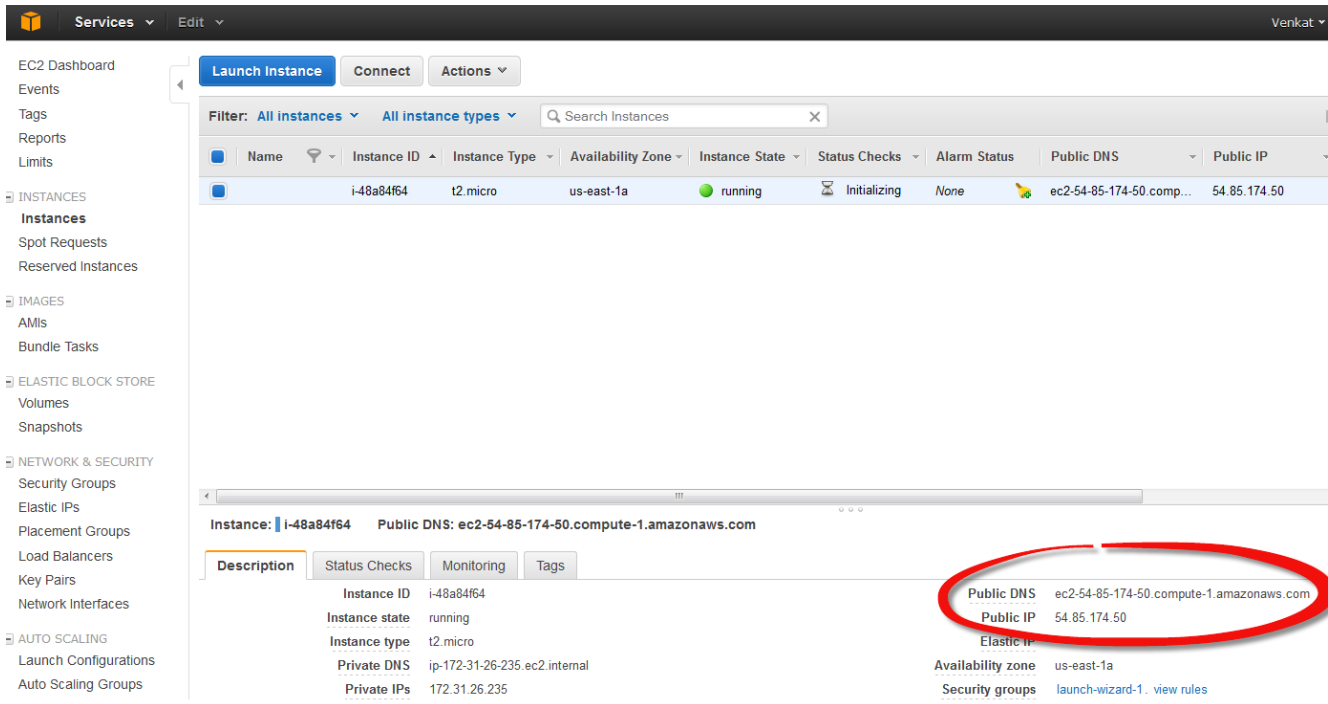 Services Edit Venkat
EC2 Dashboard
Events
Tags
Reports
Limits
INSTANCES
Instances
Spot Requests
Reserved Instances
IMAGES
AMIs
Bundle Tasks
ELASTIC BLOCK STORE
Volumes
Snapshots
NETWORK & SECURITY
Security Groups
Elastic IPs
Placement Groups
Load Balancers
Key Pairs
Network Interfaces
AUTO SCALING
Launch Configurations
Auto Scaling Groups
Launch Instance Connect Actions
Filter: All instances All instance types Search Instances
Name Instance ID Instance Type Availability Zone Instance State Status Checks Alarm Status Public DNS Public IP
i-48a84f64 t2.micro us-east-1a running Initializing None ec2-54-85-174-50.comp... 54.85.174.50
Instance: i-48a84f64 Public DNS: ec2-54-85-174-50.compute-1.amazonaws.com
Description Status Checks Monitoring Tags
Instance ID i-48a84f64 Public DNS ec2-54-85-174-50.compute-1.amazonaws.com
Instance state running Public IP 54.85.174.50
Instance type t2.micro Elastic IP
Private DNS ip-172-31-26-235.ec2.internal Availability zone us-east-1a
Private IPs 172.31.26.235 Security groups launch-wizard-1. view rules